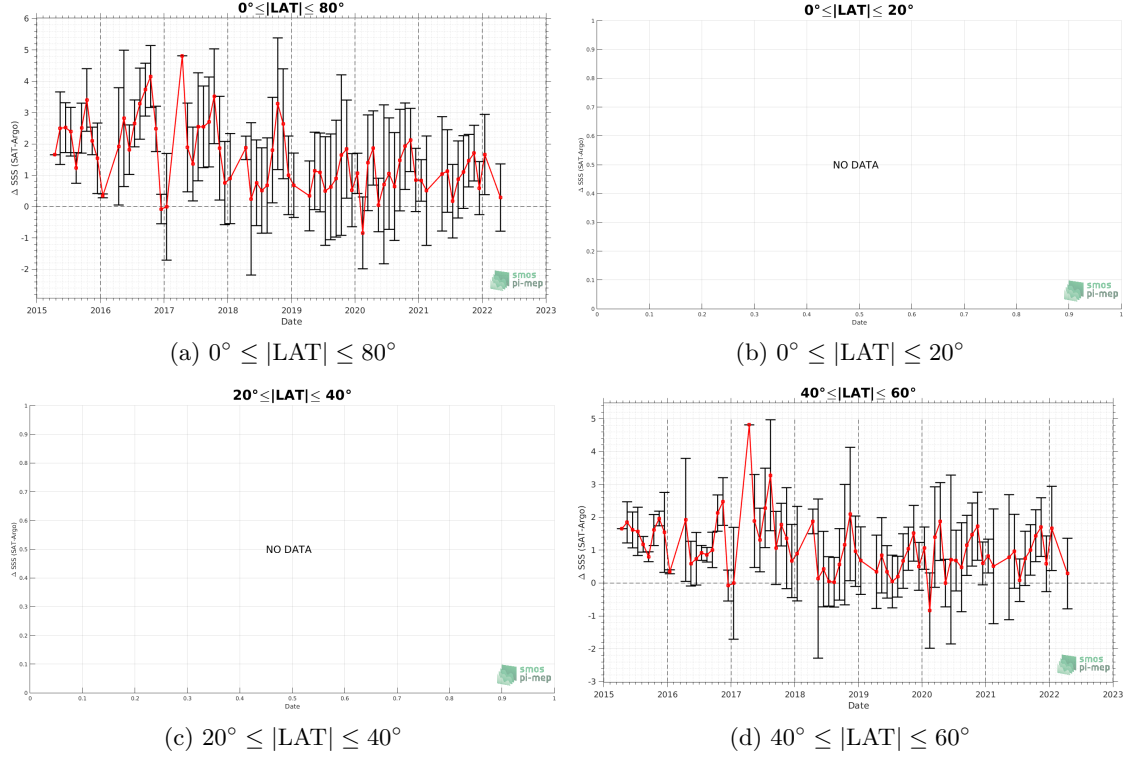 0°≤|LAT|≤ 80°
6
5
4
3
2
1
0
-1
-2
Δ SSS (SAT-Argo)
2015 2016 2017 2018 2019 2020 2021 2022 2023
Date
smos
pi-mep
(a) 0° ≤ |LAT| ≤ 80°
0°≤|LAT|≤ 20°
1
0.9
0.8
0.7
0.6
0.5
0.4
0.3
0.2
0.1
0
Δ SSS (SAT-Argo)
NO DATA
0 0.1 0.2 0.3 0.4 0.5 0.6 0.7 0.8 0.9 1
Date
smos
pi-mep
(b) 0° ≤ |LAT| ≤ 20°
20°≤|LAT|≤ 40°
1
0.9
0.8
0.7
0.6
0.5
0.4
0.3
0.2
0.1
0
Δ SSS (SAT-Argo)
NO DATA
0 0.1 0.2 0.3 0.4 0.5 0.6 0.7 0.8 0.9 1
Date
smos
pi-mep
(c) 20° ≤ |LAT| ≤ 40°
40°≤|LAT|≤ 60°
5
4
3
2
1
0
-1
-2
-3
Δ SSS (SAT-Argo)
2015 2016 2017 2018 2019 2020 2021 2022 2023
Date
smos
pi-mep
(d) 40° ≤ |LAT| ≤ 60°